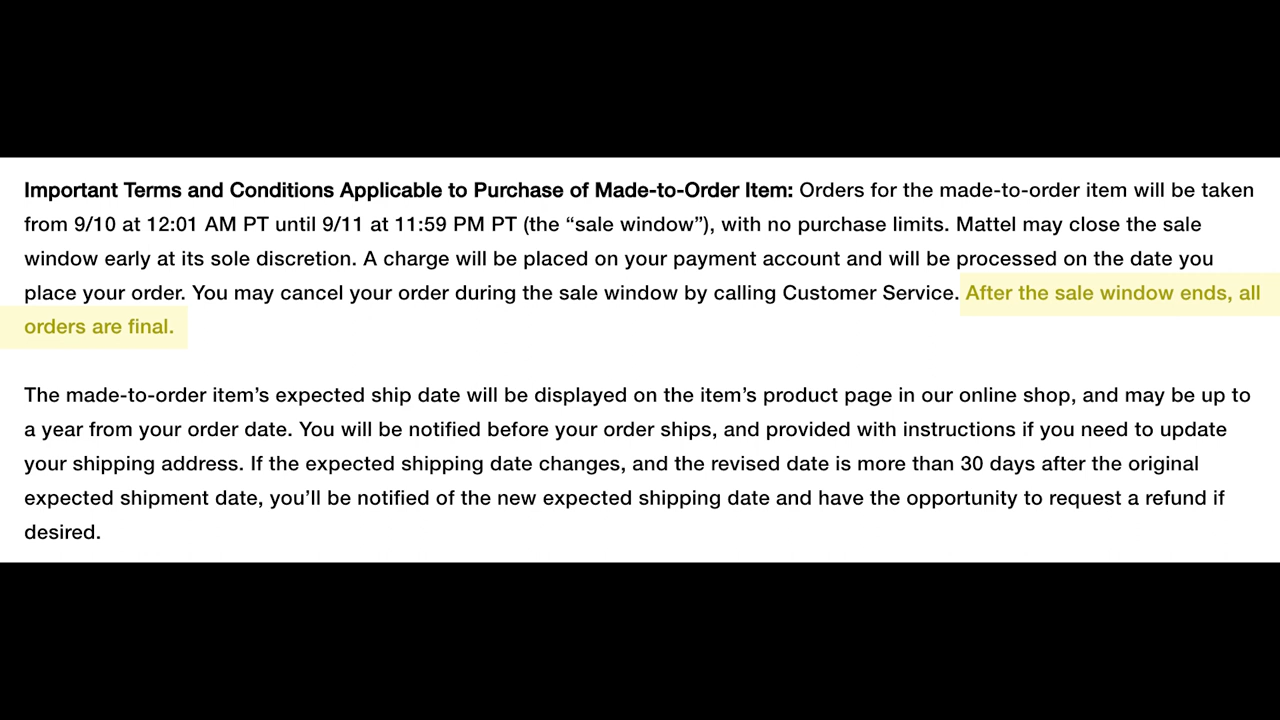 Important Terms and Conditions Applicable to Purchase of Made-to-Order Item: Orders for the made-to-order item will be taken
from 9/10 at 12:01 AM PT until 9/11 at 11:59 PM PT (the “sale window”), with no purchase limits. Mattel may close the sale
window early at its sole discretion. A charge will be placed on your payment account and will be processed on the date you
place your order. You may cancel your order during the sale window by calling Customer Service. After the sale window ends, all
orders are final.
The made-to-order item’s expected ship date will be displayed on the item’s product page in our online shop, and may be up to
a year from your order date. You will be notified before your order ships, and provided with instructions if you need to update
your shipping address. If the expected shipping date changes, and the revised date is more than 30 days after the original
expected shipment date, you’ll be notified of the new expected shipping date and have the opportunity to request a refund if
desired.